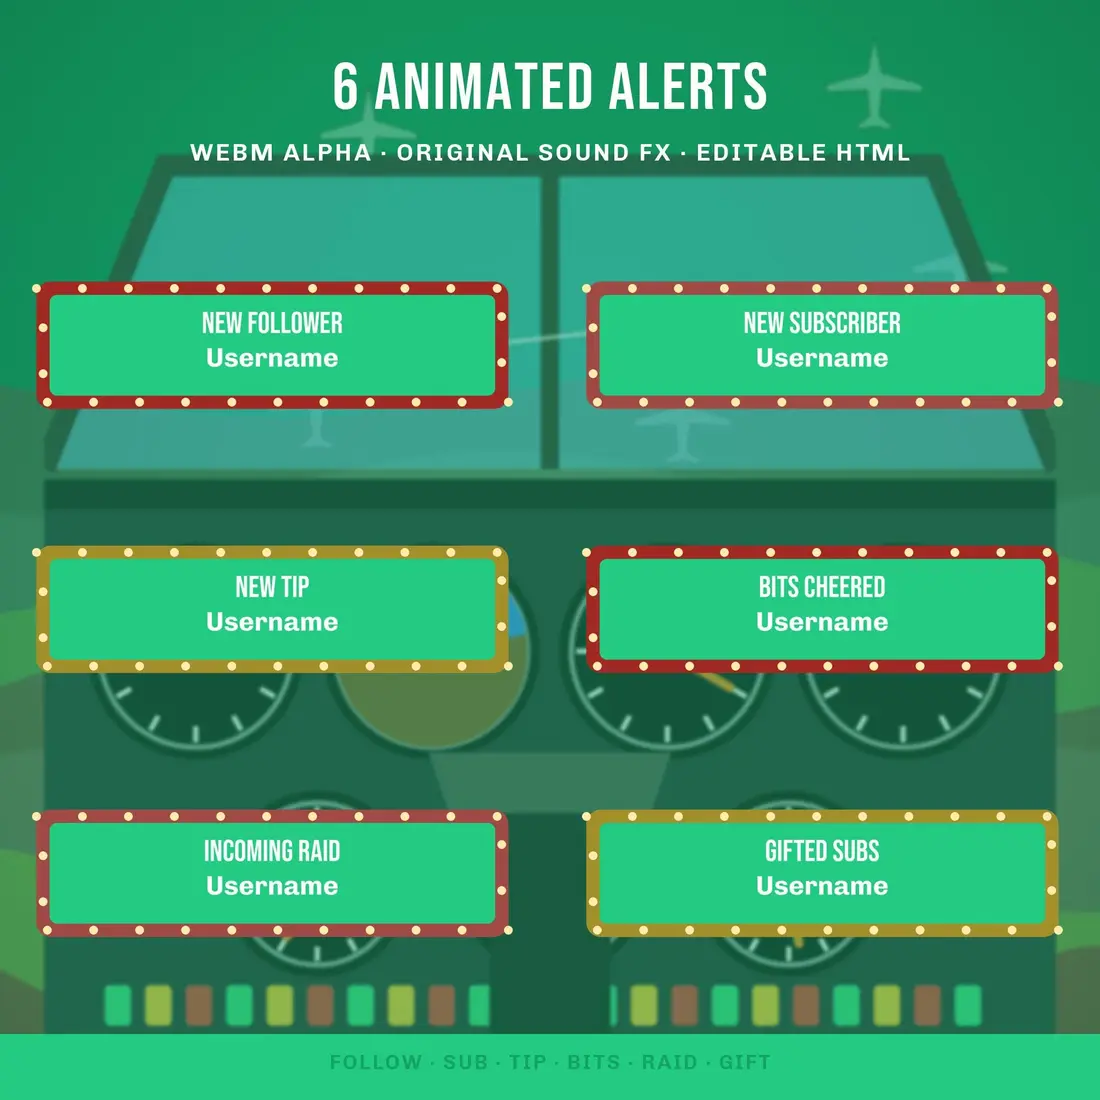 6 ANIMATED ALERTS
WEBM ALPHA · ORIGINAL SOUND FX · EDITABLE HTML
NEW FOLLOWER
Username
NEW SUBSCRIBER
Username
NEW TIP
Username
BITS CHEERED
Username
INCOMING RAID
Username
GIFTED SUBS
Username
FOLLOW · SUB · TIP · BITS · RAID · GIFT